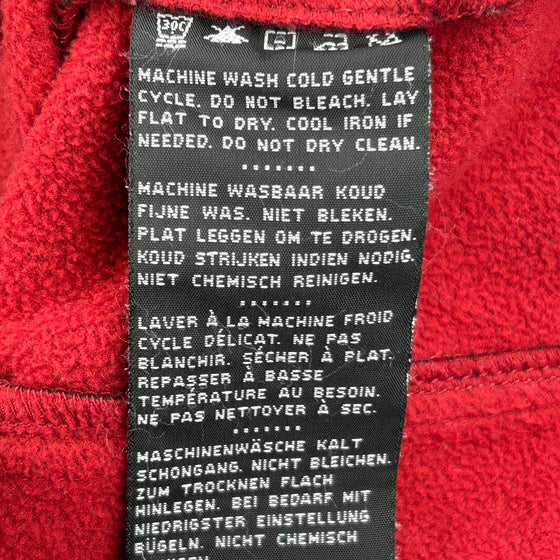 30C
MACHINE WASH COLD GENTLE
CYCLE. DO NOT BLEACH. LAY
FLAT TO DRY. COOL IRON IF
NEEDED. DO NOT DRY CLEAN.
MACHINE WASBAAR KOUD
FIJNE WAS. NIET BLEKEN.
PLAT LEGGEN OM TE DROGEN.
KOUD STRIJKEN INDIEN NODIG.
NIET CHEMISCH REINIGEN.
LAVER À LA MACHINE FROID
CYCLE DÉLICAT. NE PAS
BLANCHIR. SÉCHER À PLAT.
REPASSER À BASSE
TEMPÉRATURE AU BESOIN.
NE PAS NETTOYER À SEC.
MASCHINENWÄSCHE KALT
SCHONGANG. NICHT BLEICHEN.
ZUM TROCKNEN FLACH
HINLEGEN. BEI BEDARF MIT
NIEDRIGSTER EINSTELLUNG
BÜGELN. NICHT CHEMISCH